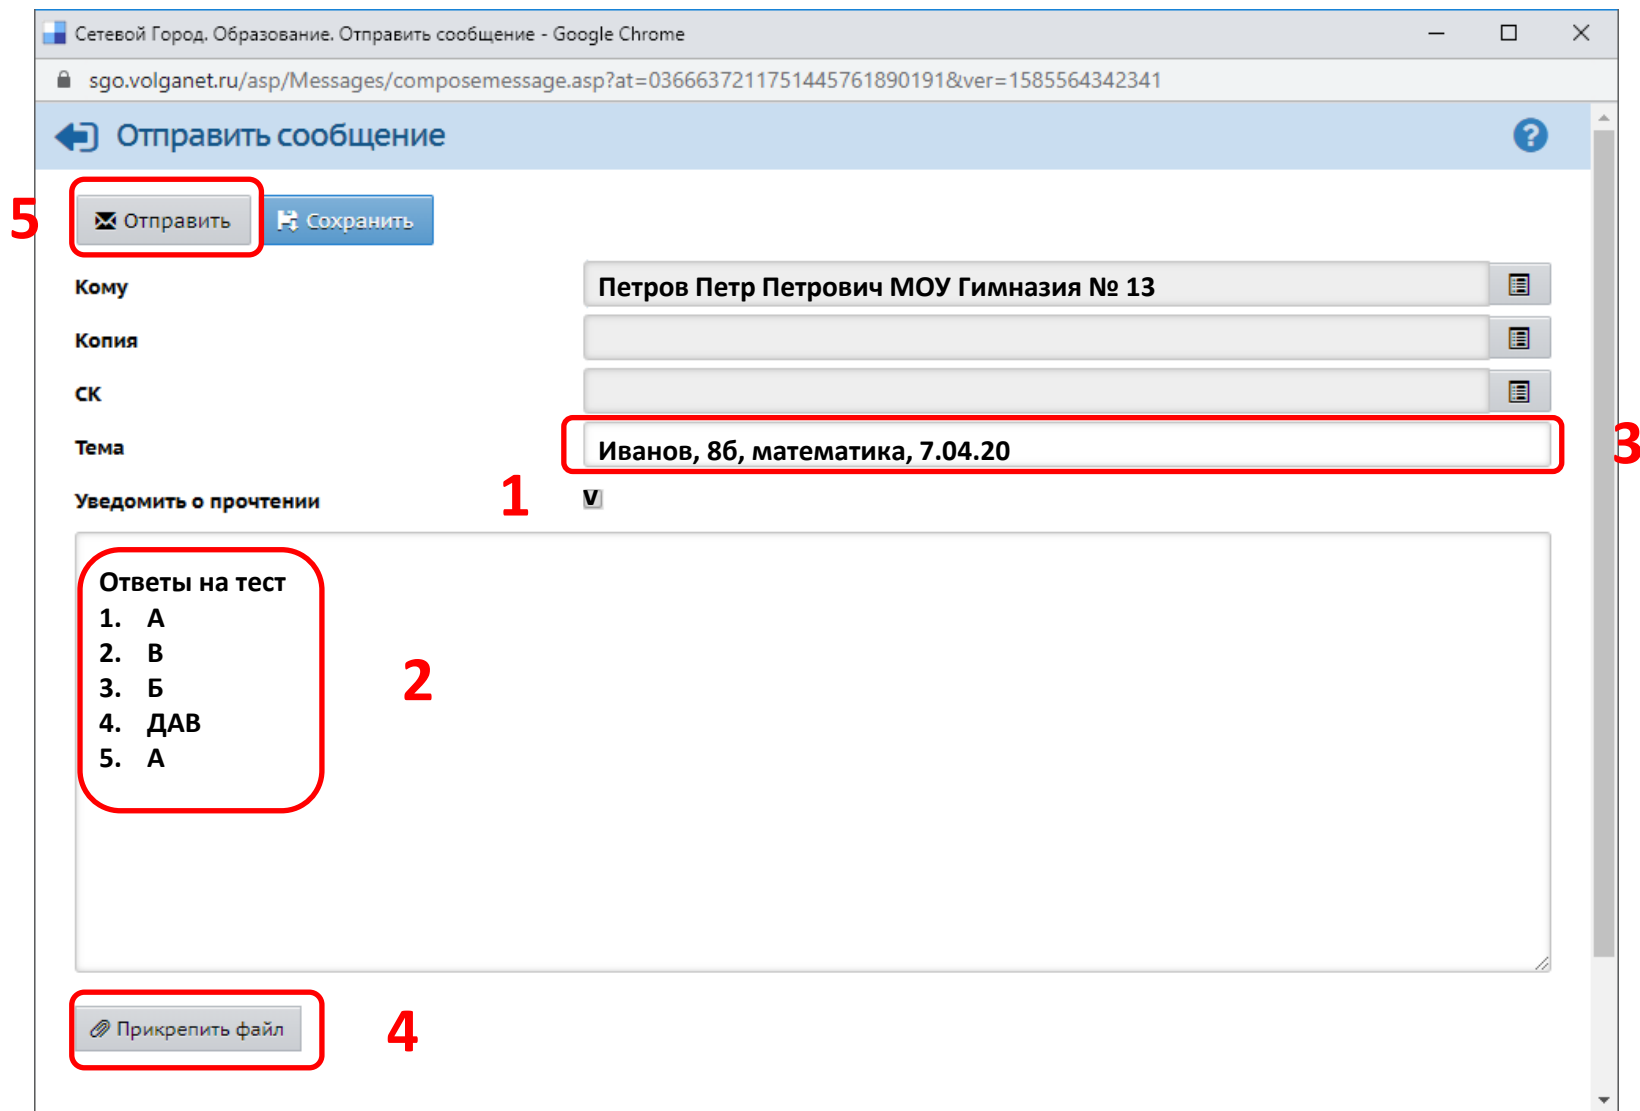 Сетевой Город. Образование. Отправить сообщение - Google Chrome
sgo.volganet.ru/asp/Messages/composemessage.asp?at=036663721175144576189019​1&ver=1585564342341
Отправить сообщение ?
5 Отправить Сохранить
Кому Петров Петр Петрович МОУ Гимназия № 13
Копия
СК
Тема Иванов, 8б, математика, 7.04.20 3
Уведомить о прочтении 1 V
Ответы на тест
1. А
2. В
3. Б
4. ДАВ
5. А
2
Прикрепить файл 4